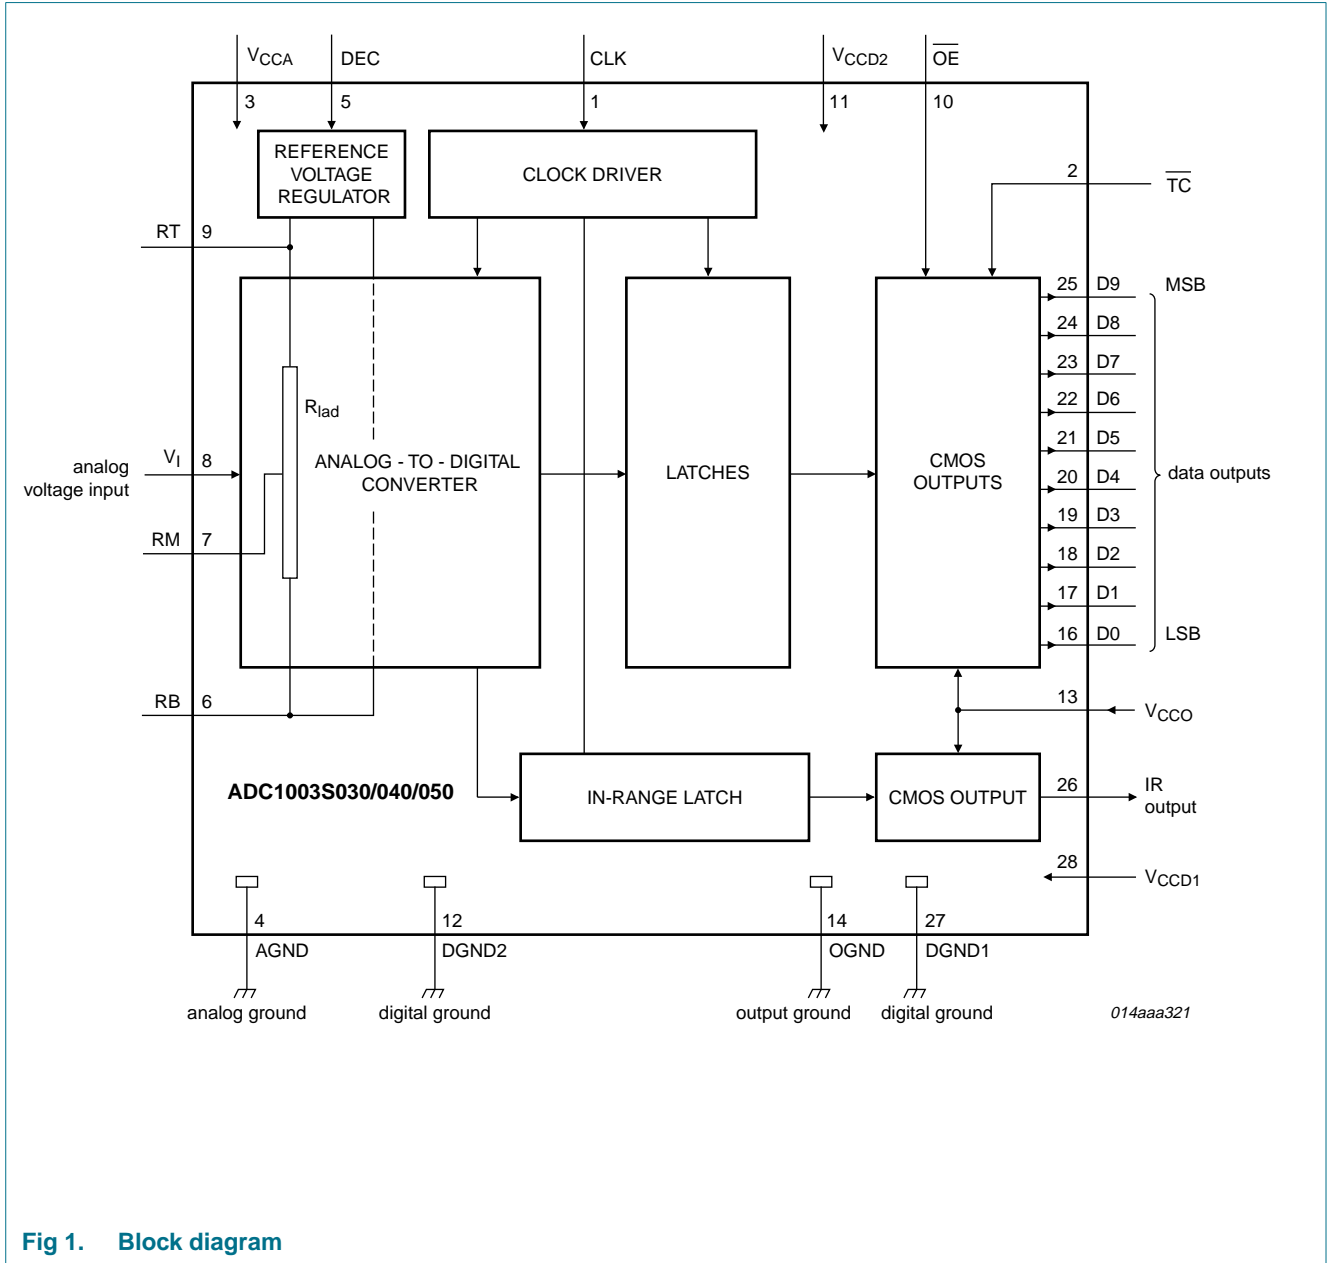 VCCA DEC CLK VCCD2 OE
3 5 1 11 10
REFERENCE
VOLTAGE
REGULATOR
CLOCK DRIVER
2 TC
RT 9
25 D9 MSB
24 D8
23 D7
22 D6
21 D5
20 D4
19 D3
18 D2
17 D1
16 D0 LSB
data outputs
Rlad
analog
voltage input
VI 8
ANALOG - TO - DIGITAL
CONVERTER
LATCHES
CMOS
OUTPUTS
RM 7
RB 6
13 VCCO
ADC1003S030/040/050
IN-RANGE LATCH
CMOS OUTPUT
26 IR
output
28 VCCD1
4 12 14 27
AGND DGND2 OGND DGND1
analog ground digital ground output ground digital ground
014aaa321
Fig 1. Block diagram